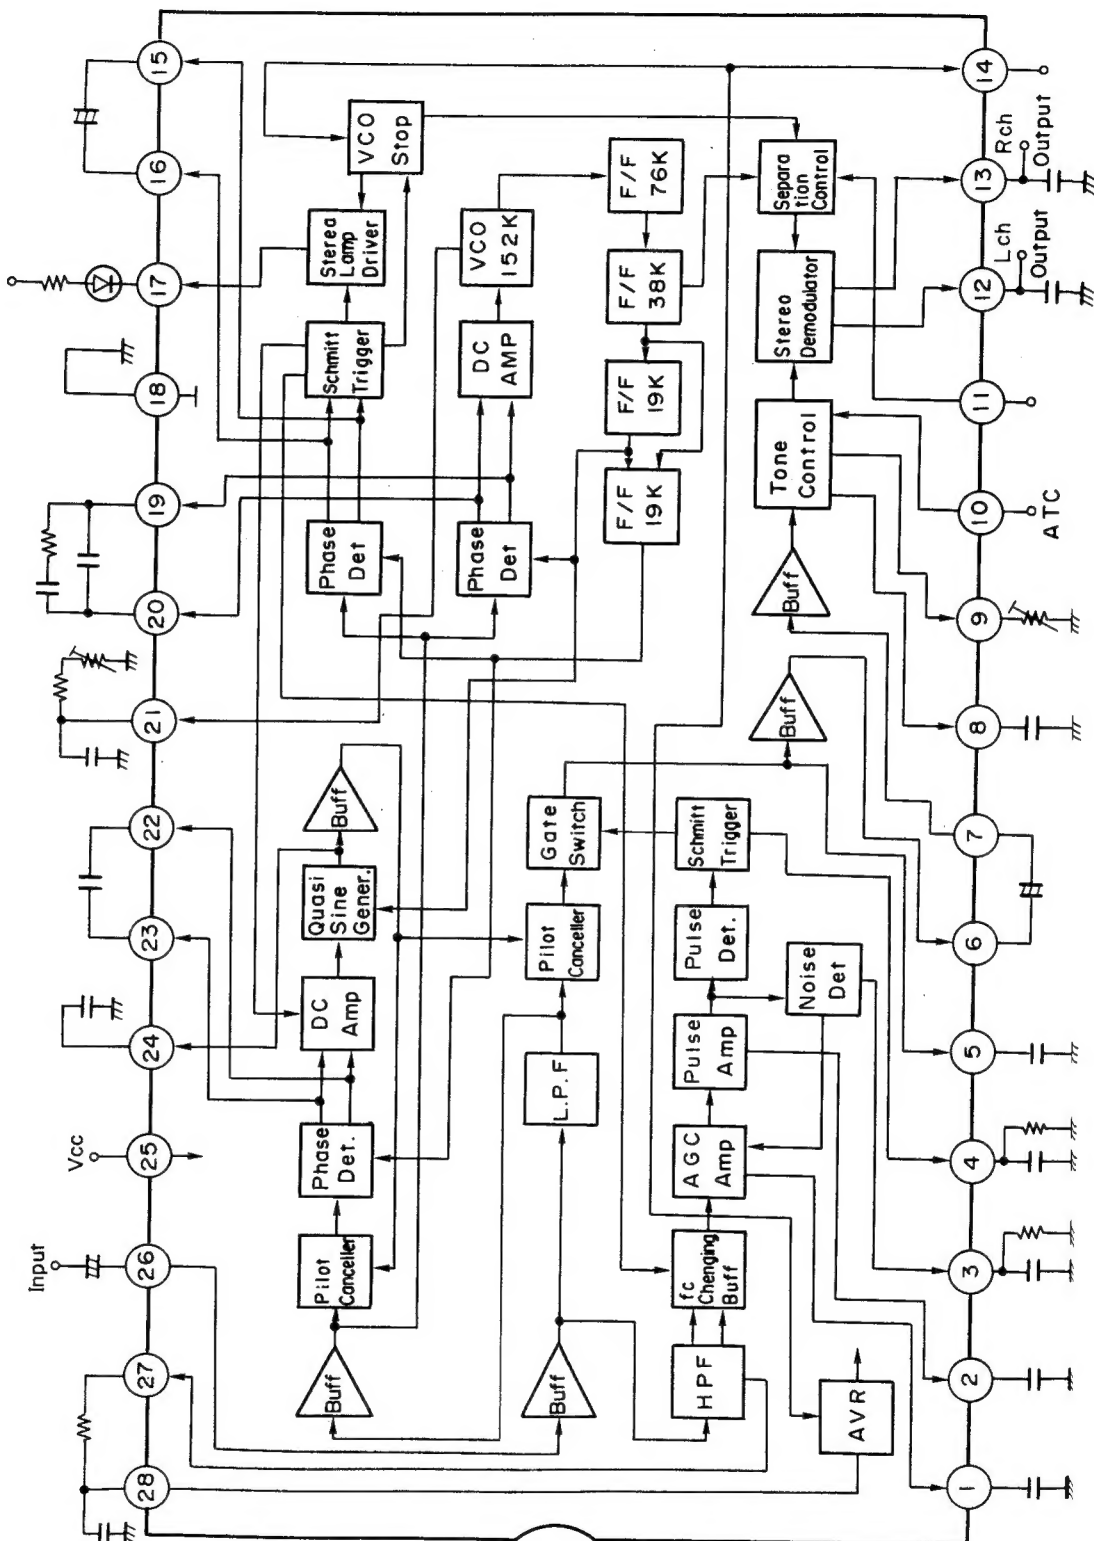 15
16
17
18
19
20
21
22
23
24
25
Vcc
26
Input
27
28
VCO
Stop
Sterea
Lamp
Driver
Schmitt
Trigger
Phase
Det
VCO
152K
DC
AMP
Phase
Det
F/F
76K
F/F
38K
F/F
19K
F/F
19K
Separa
tion
Control
Stereo
Demodulator
Tone
Control
Buff
Buff
Buff
Quasi
Sine
Gener.
DC
Amp
Phase
Det.
Pilot
Canceller
Buff
Gate
Switch
Pilot
Canceller
L.P.F
Buff
Schmitt
Trigger
Pulse
Det.
Noise
Det
Pulse
Amp
AGC
Amp
fc
Chenging
Buff
HPF
AVR
14
13
Rch
Output
12
Lch
Output
11
10
ATC
9
8
7
6
5
4
3
2
1